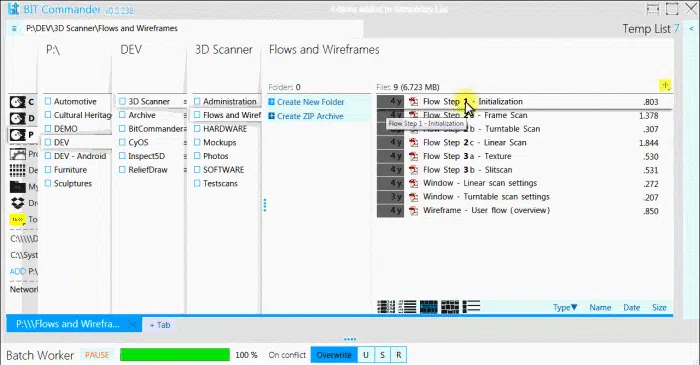 BIT Commander v0.5.238
4 items added to Temporary List
P:\DEV\3D Scanner\Flows and Wireframes
Temp List 7
P:\
DEV
3D Scanner
Flows and Wireframes
Folders 0
Files 9 (6.723 MB)
C
D
P
Automotive
Cultural Heritag
DEMO
DEV
DEV - Android
Furniture
Sculptures
3D Scanner
Archive
BitCommander
CyOS
Inspect5D
ReliefDraw
Administration
Flows and Wiref
HARDWARE
Mockups
Photos
SOFTWARE
Testscans
Create New Folder
Create ZIP Archive
4 y Flow Step 1 - Initialization .803
Flow Step 1 - Initialization
Flow Step 2 a - Frame Scan 1.378
Flow Step 2 b - Turntable Scan .307
4 y Flow Step 2 c - Linear Scan 1.844
4 y Flow Step 3 a - Texture .530
4 y Flow Step 3 b - Slitscan .531
4 y Window - Linear scan settings .272
3 y Window - Turntable scan settings .207
4 y Wireframe - User flow (overview) .850
Pro
Des
My
Dro
To
C:\\\\\D
C:\\Syst
ADD P:\
Network
Type▼ Name Date Size
P:\\\Flows and Wirefra...
+ Tab
Batch Worker PAUSE 100 % On conflict Overwrite U S R